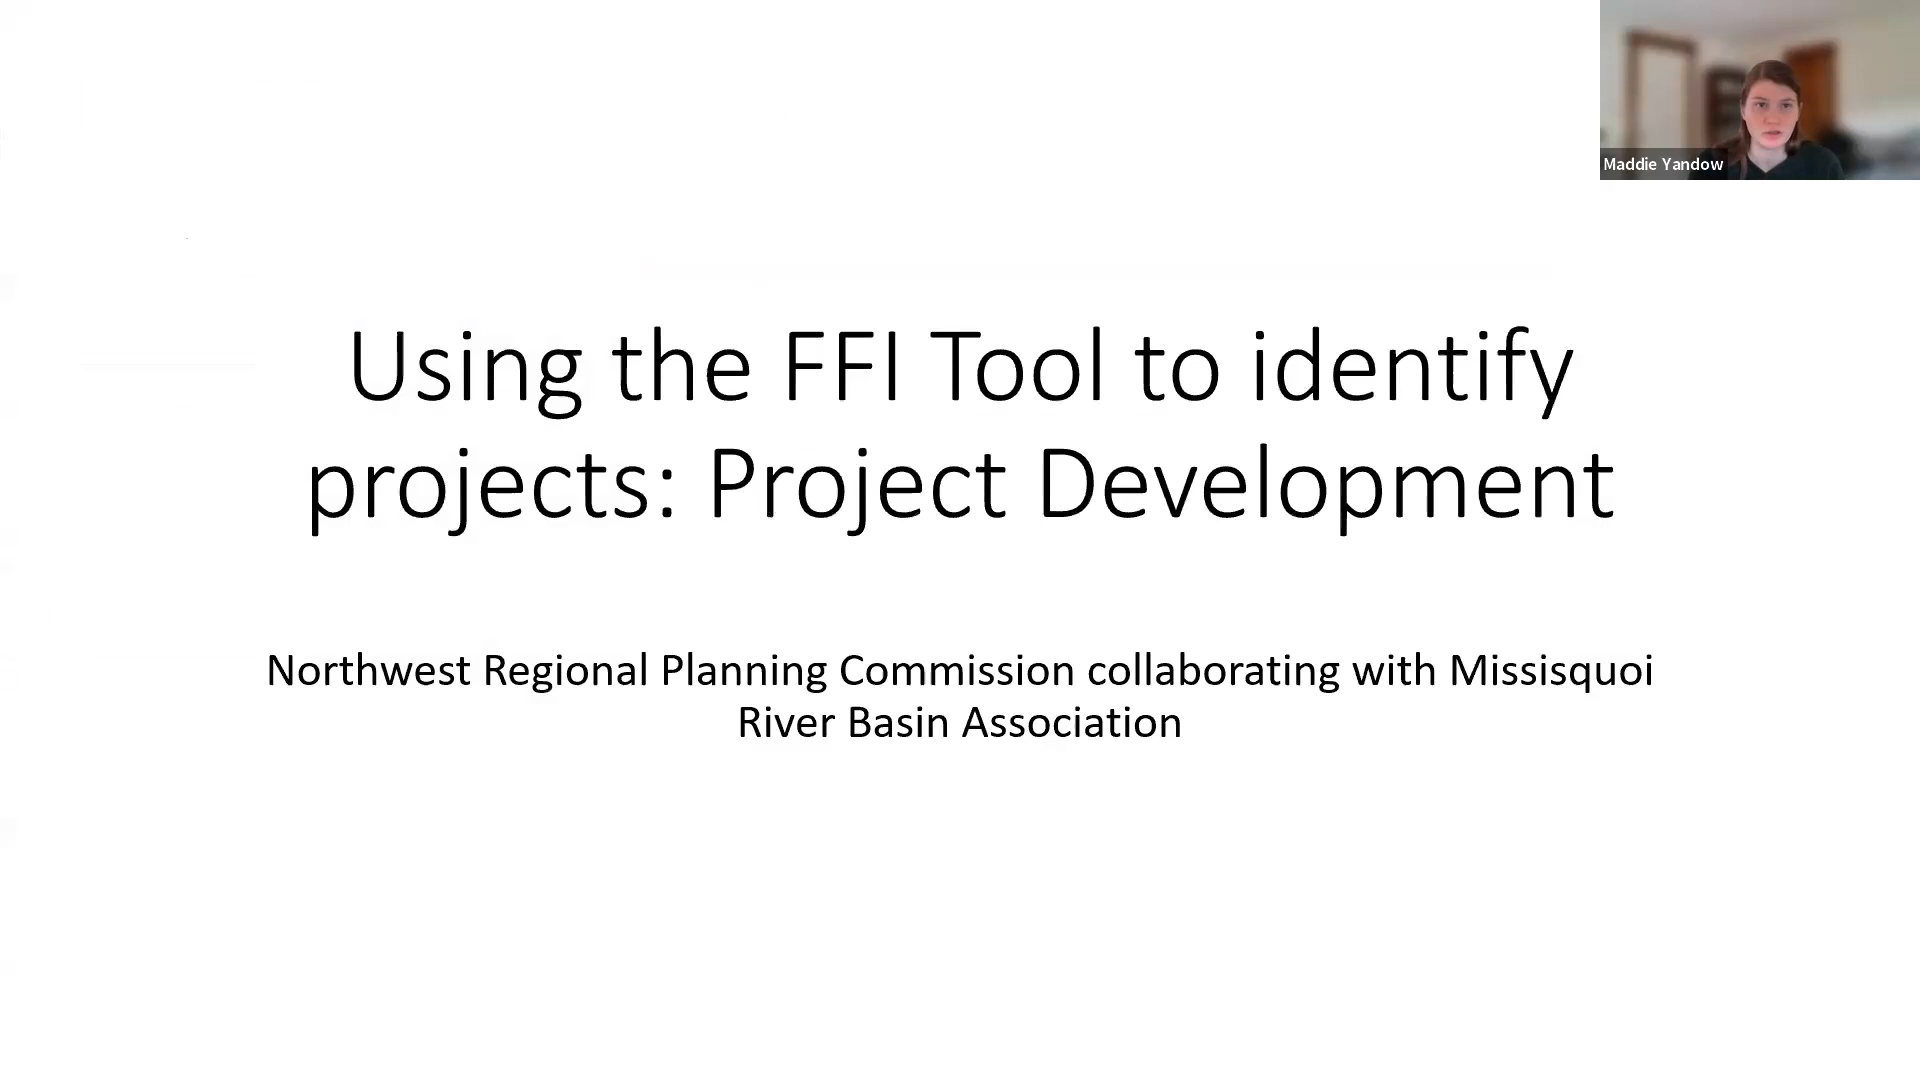 Maddie Yandow
Using the FFI Tool to identify
projects: Project Development
Northwest Regional Planning Commission collaborating with Missisquoi
River Basin Association